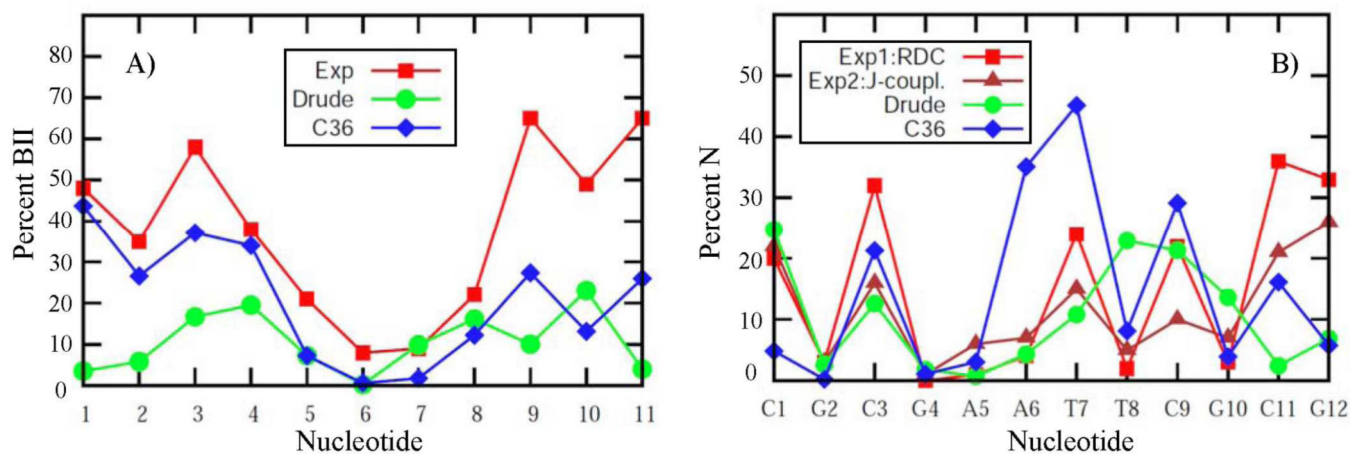 A)
Exp
Drude
C36
Percent BII
80
70
60
50
40
30
20
10
0
1 2 3 4 5 6 7 8 9 10 11
Nucleotide
B)
Exp1:RDC
Exp2:J-coupl.
Drude
C36
Percent N
50
40
30
20
10
0
C1 G2 C3 G4 A5 A6 T7 T8 C9 G10 C11 G12
Nucleotide